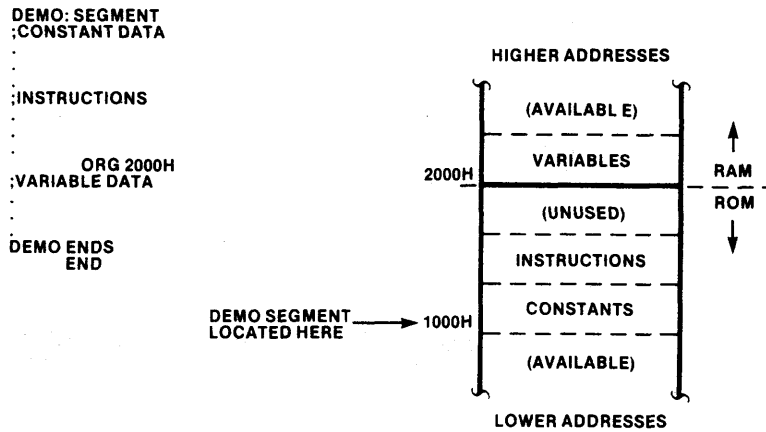 DEMO: SEGMENT
;CONSTANT DATA
.
.
.
;INSTRUCTIONS
.
.
.
ORG 2000H
;VARIABLE DATA
.
.
.
DEMO ENDS
END
DEMO SEGMENT
LOCATED HERE
HIGHER ADDRESSES
(AVAILABLE)
VARIABLES
2000H
(UNUSED)
INSTRUCTIONS
1000H
CONSTANTS
(AVAILABLE)
LOWER ADDRESSES
RAM
ROM